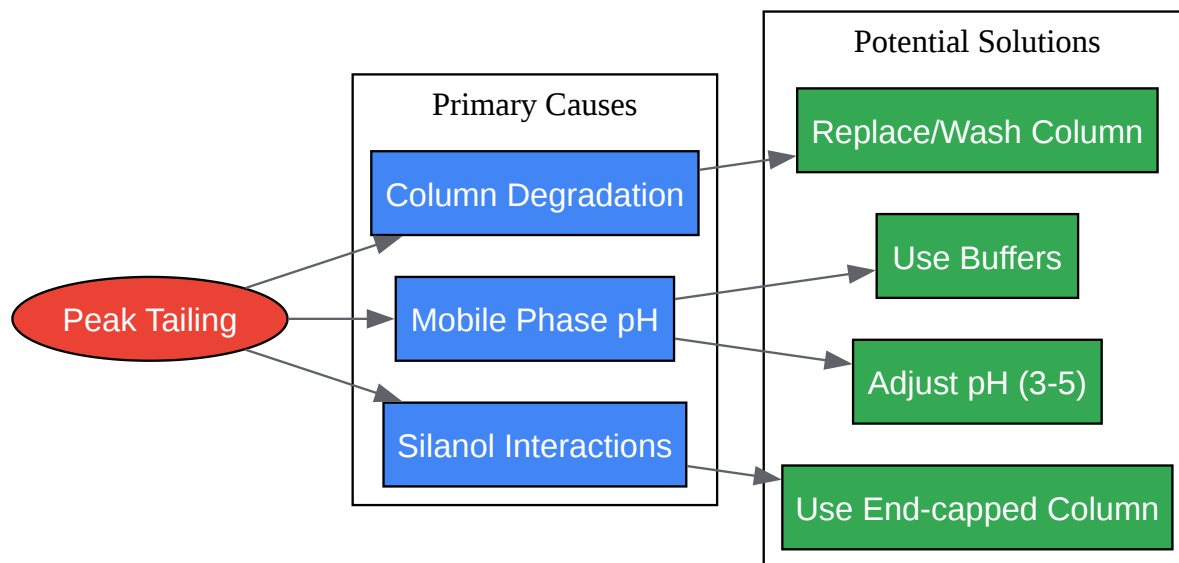 Peak Tailing
Primary Causes
Column Degradation
Mobile Phase pH
Silanol Interactions
Potential Solutions
Replace/Wash Column
Use Buffers
Adjust pH (3-5)
Use End-capped Column